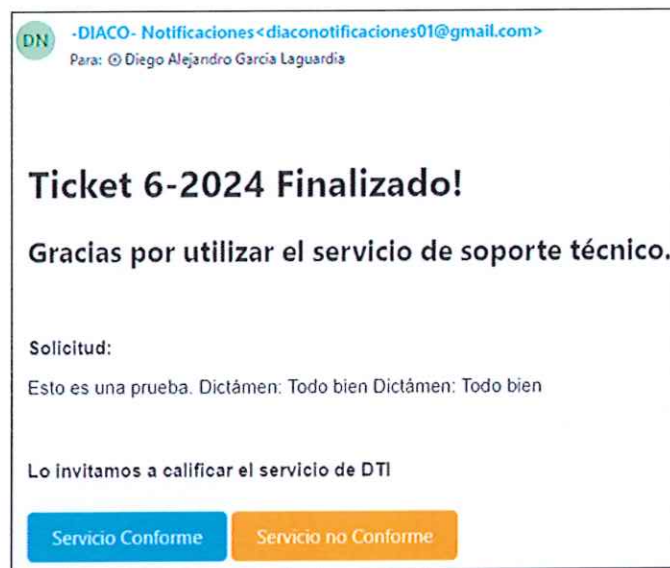 DN
-DIACO- Notificaciones<diaconotificaciones01@gmail.com>
Para: Diego Alejandro Garcia Laguardia
Ticket 6-2024 Finalizado!
Gracias por utilizar el servicio de soporte técnico.
Solicitud:
Esto es una prueba. Dictámen: Todo bien Dictámen: Todo bien
Lo invitamos a calificar el servicio de DTI
Servicio Conforme
Servicio no Conforme